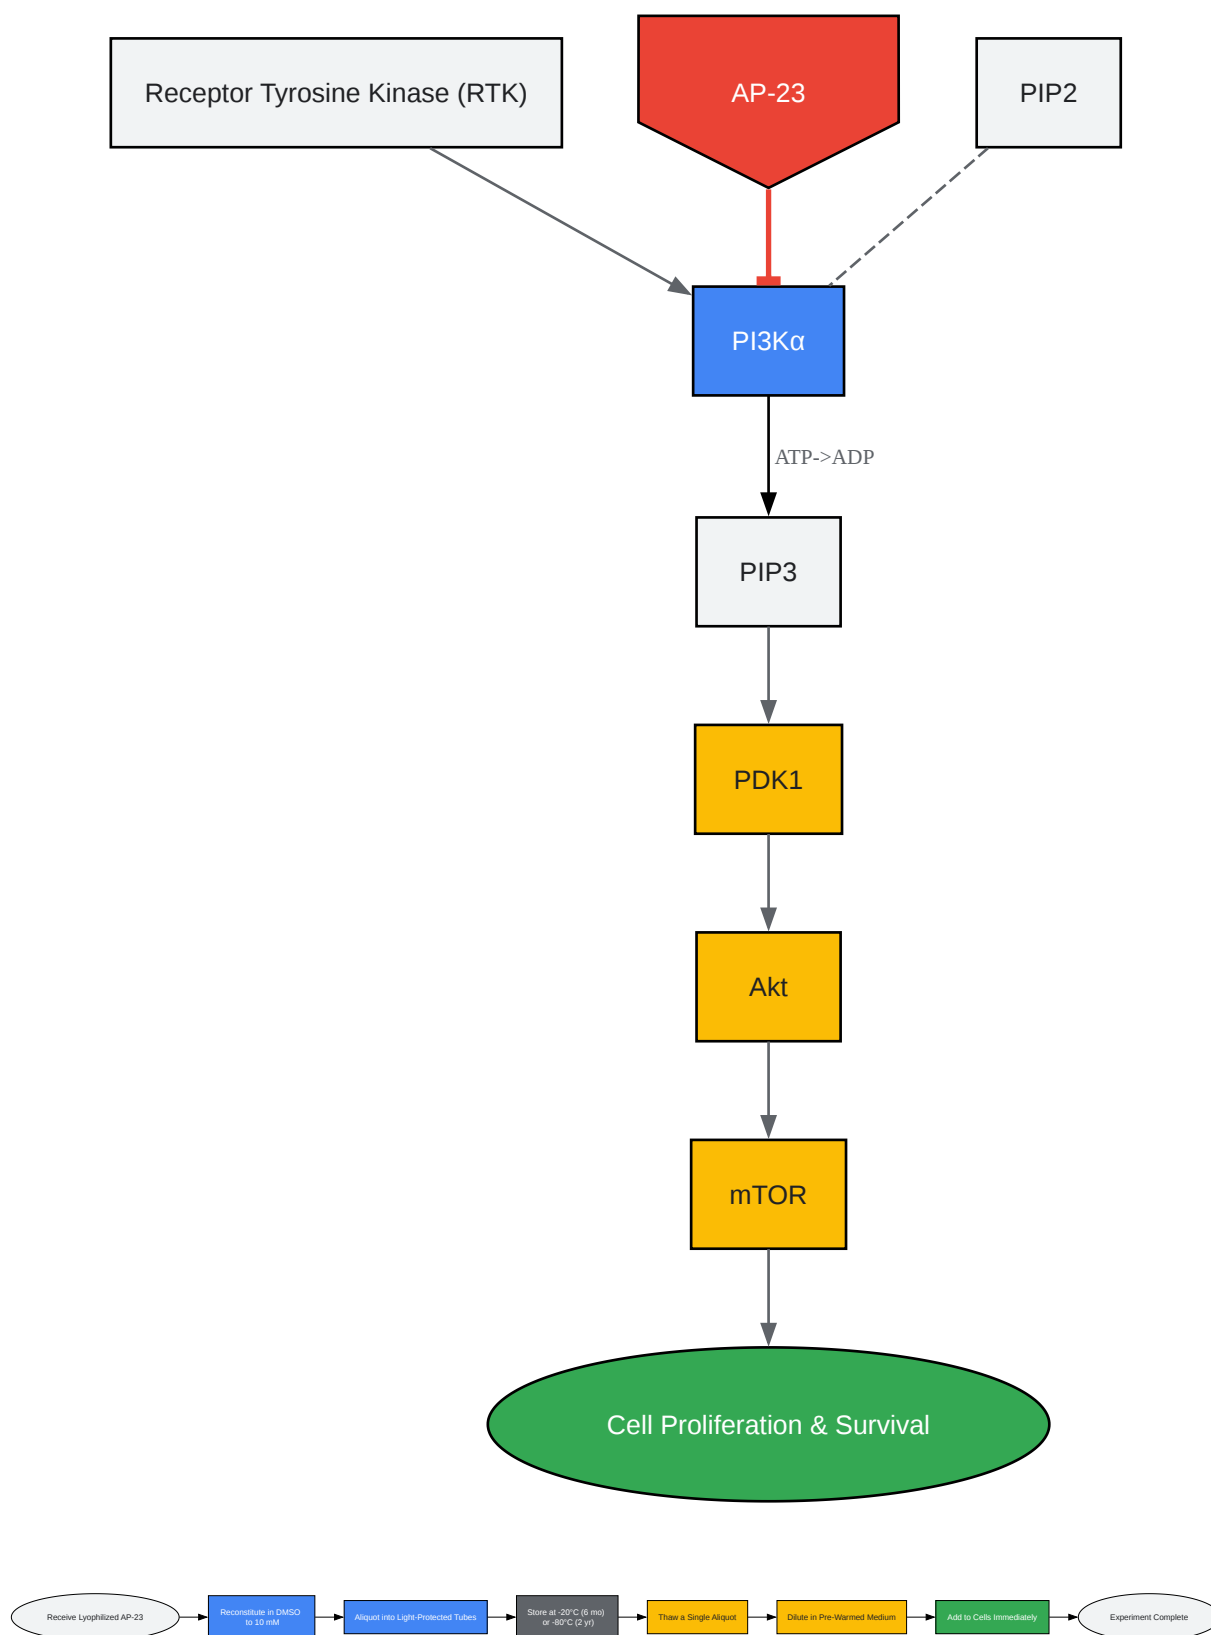 Receptor Tyrosine Kinase (RTK)
AP-23
PIP2
PI3Kα
ATP->ADP
PIP3
PDK1
Akt
mTOR
Cell Proliferation & Survival
Receive Lyophilized AP-23
Reconstitute in DMSO
to 10 mM
Aliquot into Light-Protected Tubes
Store at -20°C (6 mo)
or -80°C (2 yr)
Thaw a Single Aliquot
Dilute in Pre-Warmed Medium
Add to Cells Immediately
Experiment Complete